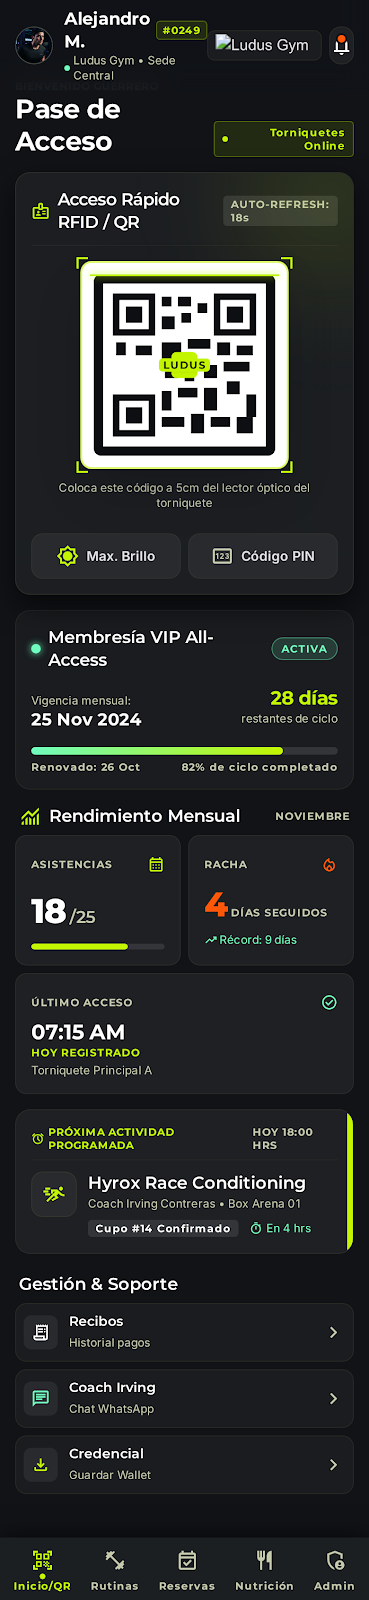 Alejandro
M.
#0249
Ludus Gym • Sede
Central
Ludus Gym
BIENVENIDO GUERRERO
Pase de
Acceso
Torniquetes
Online
Acceso Rápido
RFID / QR
AUTO-REFRESH:
18s
LUDUS
Coloca este código a 5cm del lector óptico del
torniquete
Max. Brillo
123
Código PIN
Membresía VIP All-
Access
ACTIVA
Vigencia mensual:
25 Nov 2024
28 días
restantes de ciclo
Renovado: 26 Oct
82% de ciclo completado
Rendimiento Mensual
NOVIEMBRE
ASISTENCIAS
18/25
RACHA
4 DÍAS SEGUIDOS
Récord: 9 días
ÚLTIMO ACCESO
07:15 AM
HOY REGISTRADO
Torniquete Principal A
PRÓXIMA ACTIVIDAD
PROGRAMADA
HOY 18:00
HRS
Hyrox Race Conditioning
Coach Irving Contreras • Box Arena 01
Cupo #14 Confirmado
En 4 hrs
Gestión & Soporte
Recibos
Historial pagos
Coach Irving
Chat WhatsApp
Credencial
Guardar Wallet
Inicio/QR
Rutinas
Reservas
Nutrición
Admin